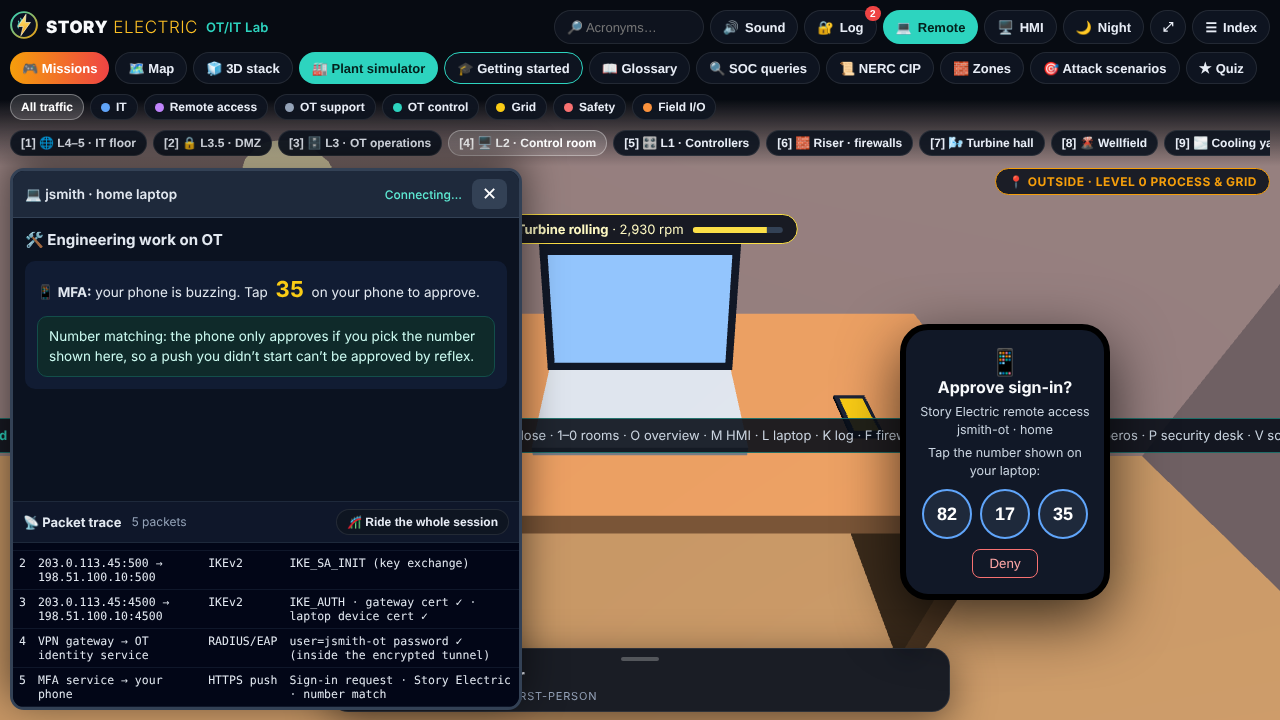 STORY ELECTRIC OT/IT Lab
Acronyms…
Sound
Log
2
Remote
HMI
Night
Index
Missions
Map
3D stack
Plant simulator
Getting started
Glossary
SOC queries
NERC CIP
Zones
Attack scenarios
Quiz
All traffic
IT
Remote access
OT support
OT control
Grid
Safety
Field I/O
[1] L4–5 · IT floor
[2] L3.5 · DMZ
[3] L3 · OT operations
[4] L2 · Control room
[5] L1 · Controllers
[6] Riser · firewalls
[7] Turbine hall
[8] Wellfield
[9] Cooling ya
jsmith · home laptop
Connecting…
OUTSIDE · LEVEL 0 PROCESS & GRID
Turbine rolling · 2,930 rpm
Engineering work on OT
MFA: your phone is buzzing. Tap 35 on your phone to approve.
Number matching: the phone only approves if you pick the number
shown here, so a push you didn't start can't be approved by reflex.
Approve sign-in?
Story Electric remote access
jsmith-ot · home
Tap the number shown on
your laptop:
82
17
35
Deny
lose · 1–0 rooms · O overview · M HMI · L laptop · K log · F firew
eros · P security desk · V sc
Packet trace 5 packets
Ride the whole session
2 203.0.113.45:500 → IKEv2 IKE_SA_INIT (key exchange)
198.51.100.10:500
3 203.0.113.45:4500 → IKEv2 IKE_AUTH · gateway cert ✓ ·
198.51.100.10:4500 laptop device cert ✓
4 VPN gateway → OT RADIUS/EAP user=jsmith-ot password ✓
identity service (inside the encrypted tunnel)
5 MFA service → your HTTPS push Sign-in request · Story Electric
phone · number match
RST-PERSON